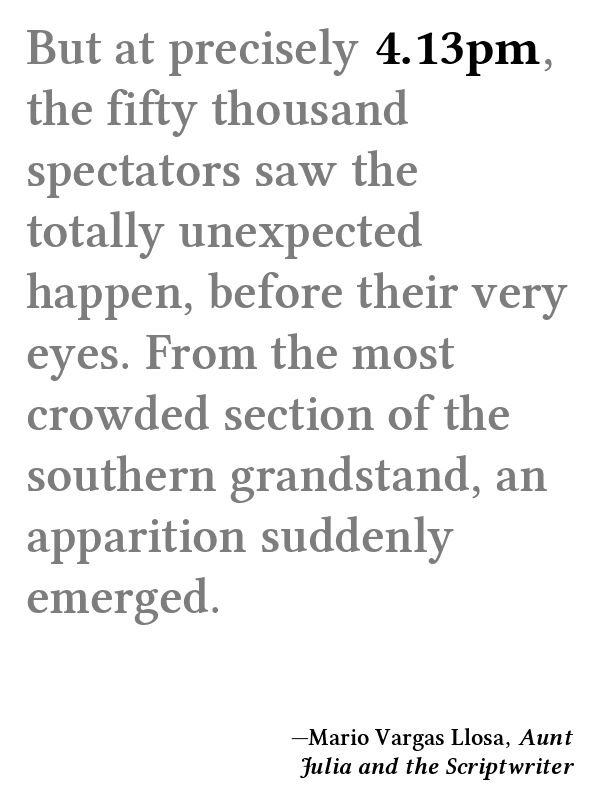 But at precisely 4.13pm,
the fifty thousand
spectators saw the
totally unexpected
happen, before their very
eyes. From the most
crowded section of the
southern grandstand, an
apparition suddenly
emerged.
—Mario Vargas Llosa, Aunt
Julia and the Scriptwriter